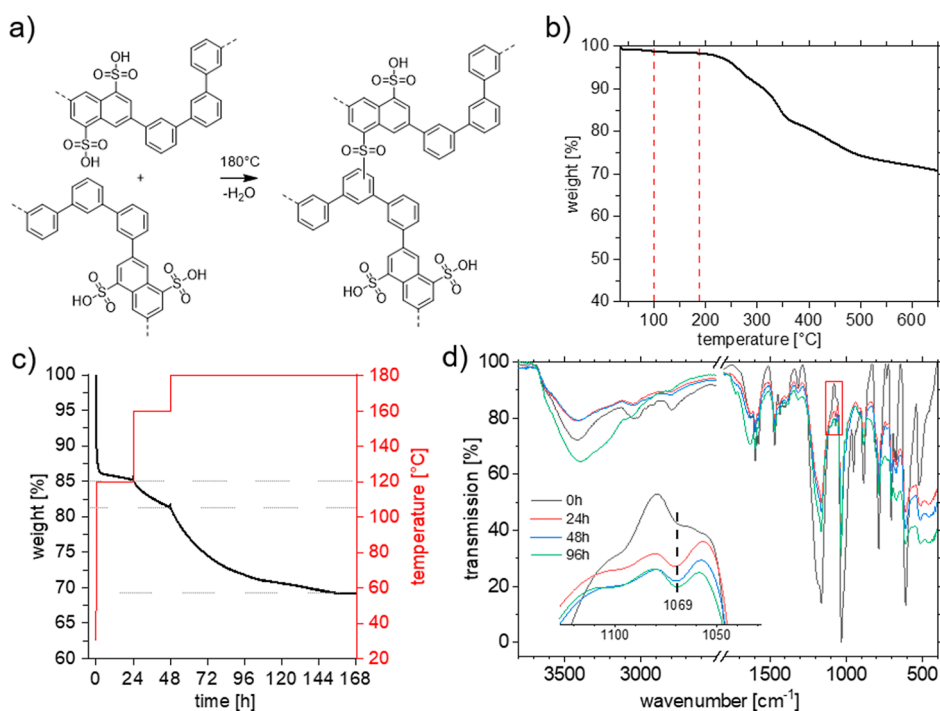 a)
OH
O=S=O
O=S=O
OH
+
180°C
-H₂O
O
S
O
OH
HO
S
O
O
OH
O=S=O
O=S=O
O
S
O
OH
HO
S
O
O
b)
100
90
80
70
60
50
40
weight [%]
100 200 300 400 500 600
temperature [°C]
c)
100
95
90
85
80
75
70
65
60
weight [%]
180
160
140
120
100
80
60
40
20
temperature [°C]
0 24 48 72 96 120 144 168
time [h]
d)
100
80
60
40
20
0
transmission [%]
0h
24h
48h
96h
1069
1100 1050
3500 3000 1500 1000 500
wavenumber [cm⁻¹]